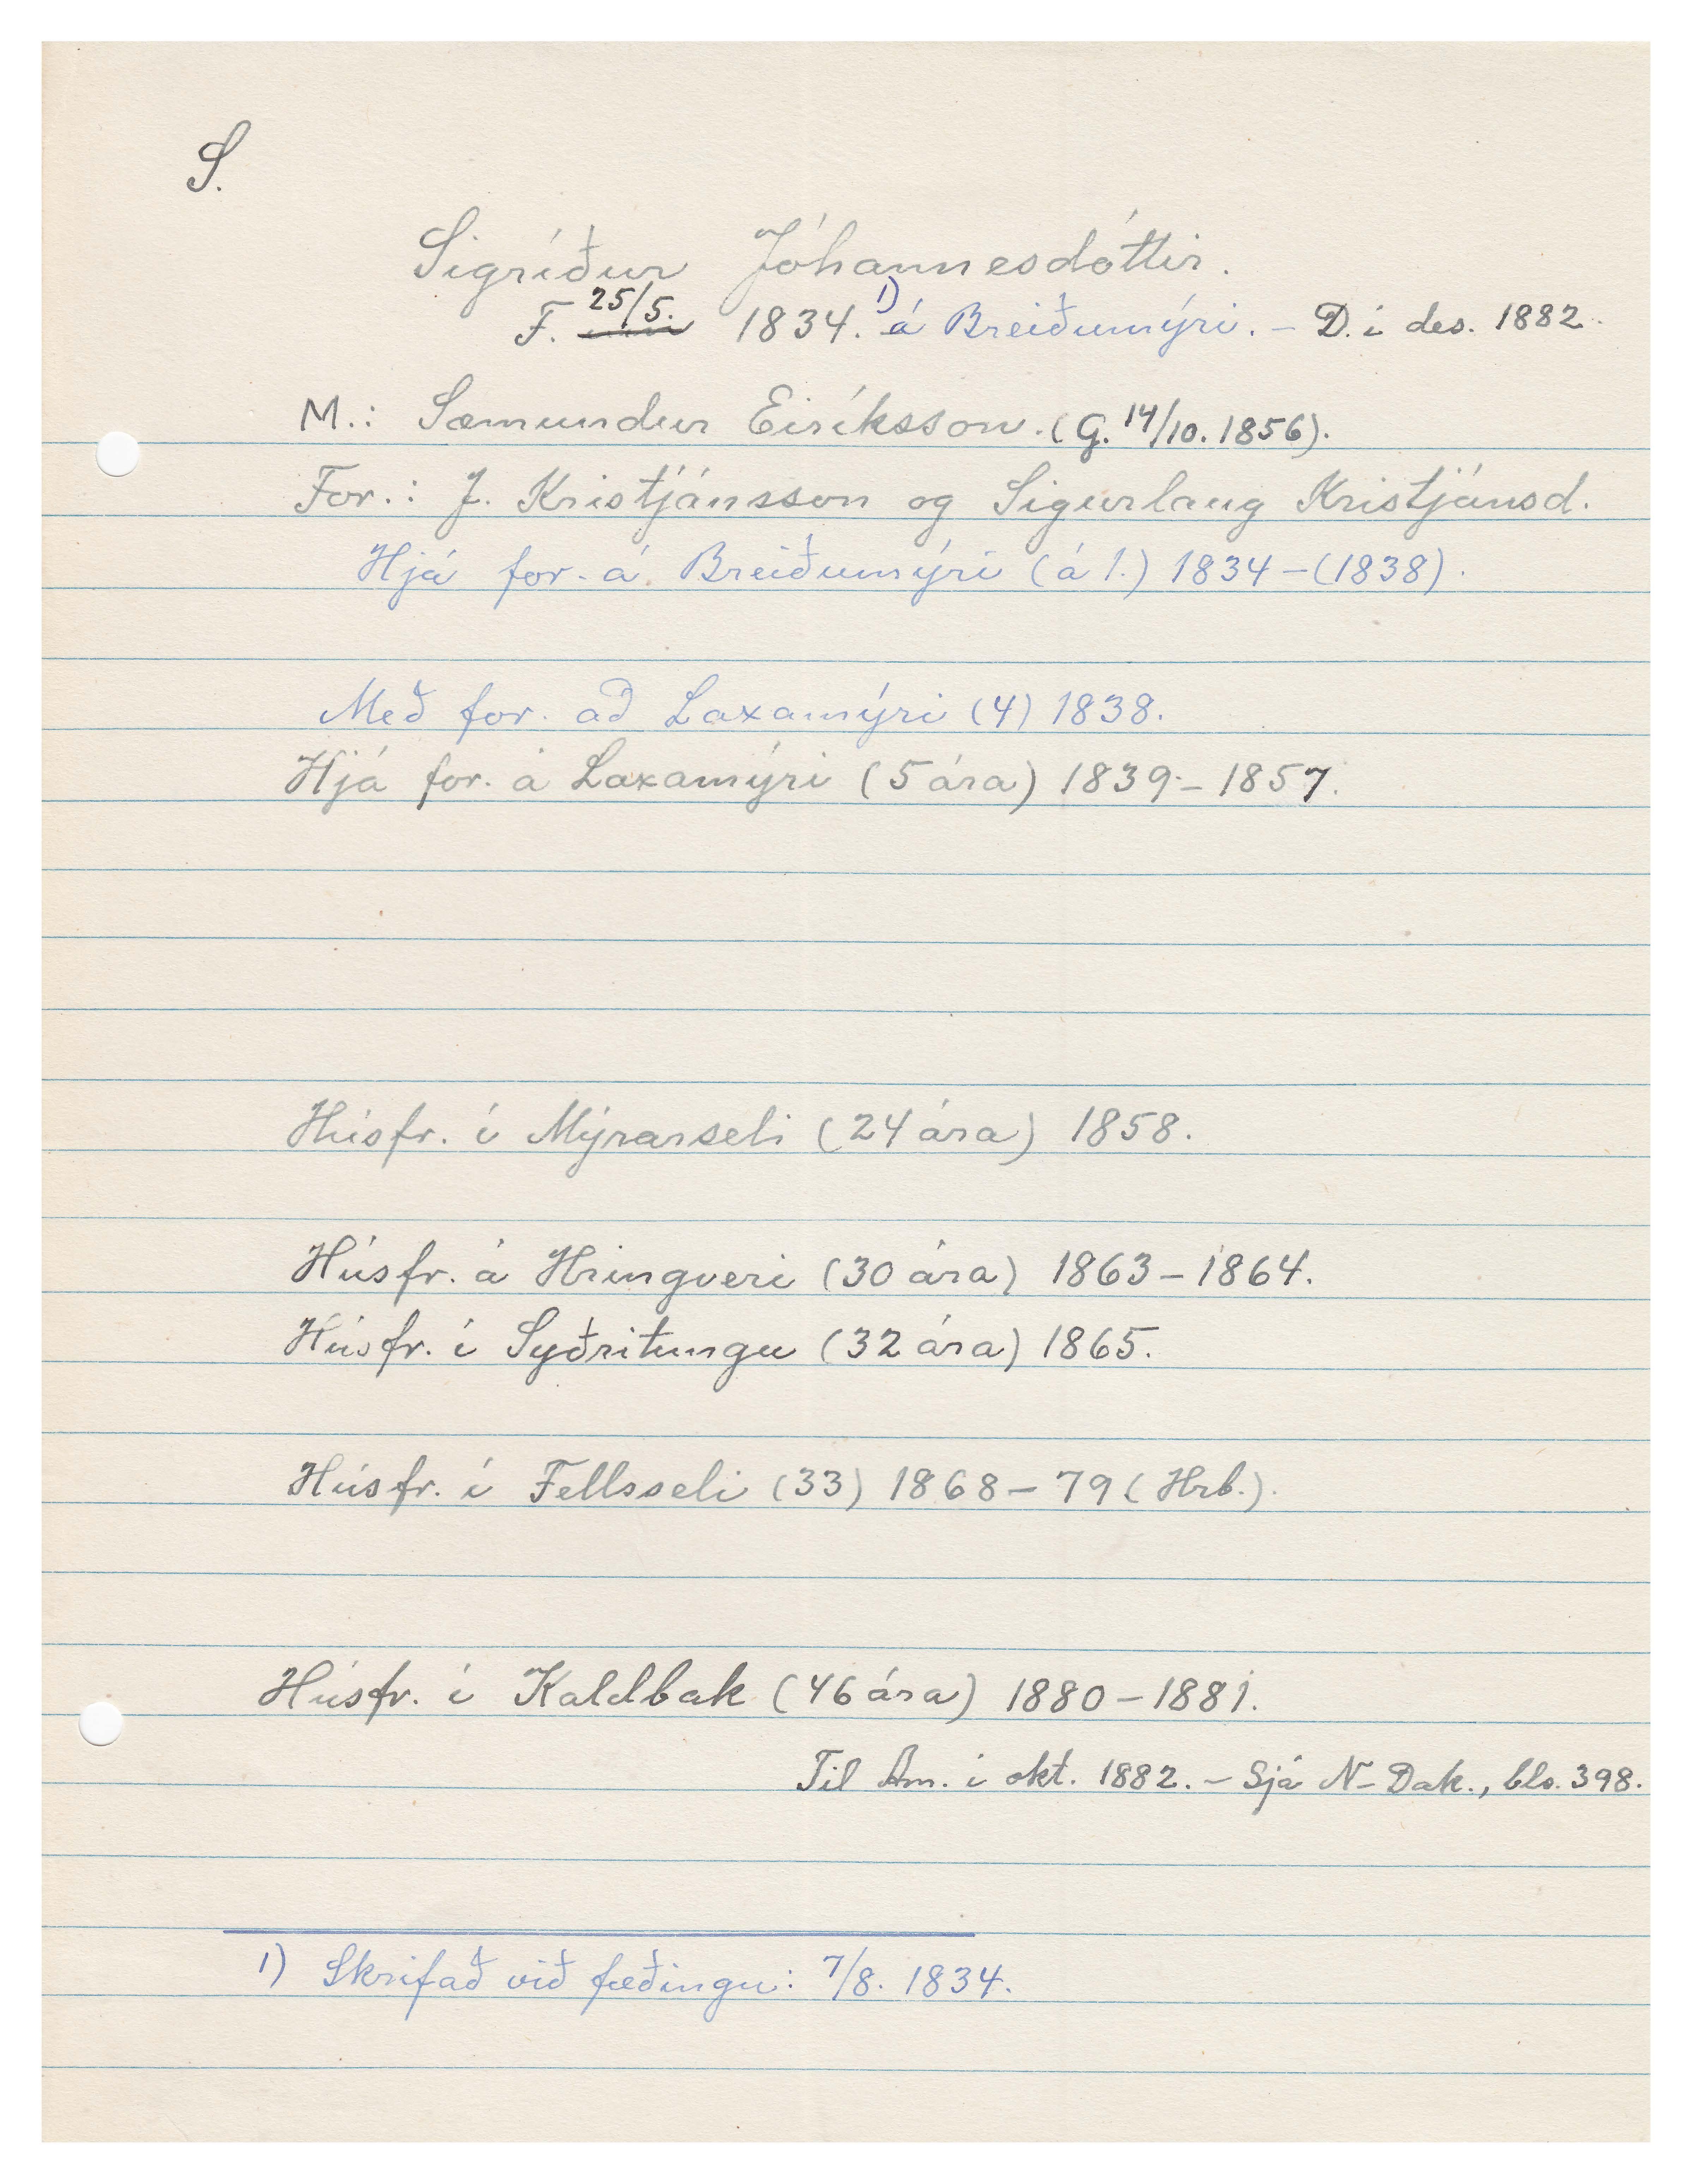 S.
Sigríður Jóhannesdóttir.
F. 25/5. 1834. 1) á Breiðumýri. – D. í des. 1882.
M.: Sæmundur Eiríksson. (G. 14/10. 1856).
For.: J. Kristjánsson og Sigurlaug Kristjánsd.
Hjá for. á Breiðumýri (á 1.) 1834–(1838).
Með for. að Laxamýri (4) 1838.
Hjá for. á Laxamýri (5 ára) 1839–1857.
Húsfr. í Mýrarseli (24 ára) 1858.
Húsfr. á Hringveri (30 ára) 1863–1864.
Húsfr. í Syðritungu (32 ára) 1865.
Húsfr. í Fellsseli (33) 1868–79 (Hrb.).
Húsfr. í Kaldbak (46 ára) 1880–1881.
Til Am. í okt. 1882. – Sjá N-Dak., bls. 398.
1) Skrifað við fæðingu: 7/8. 1834.